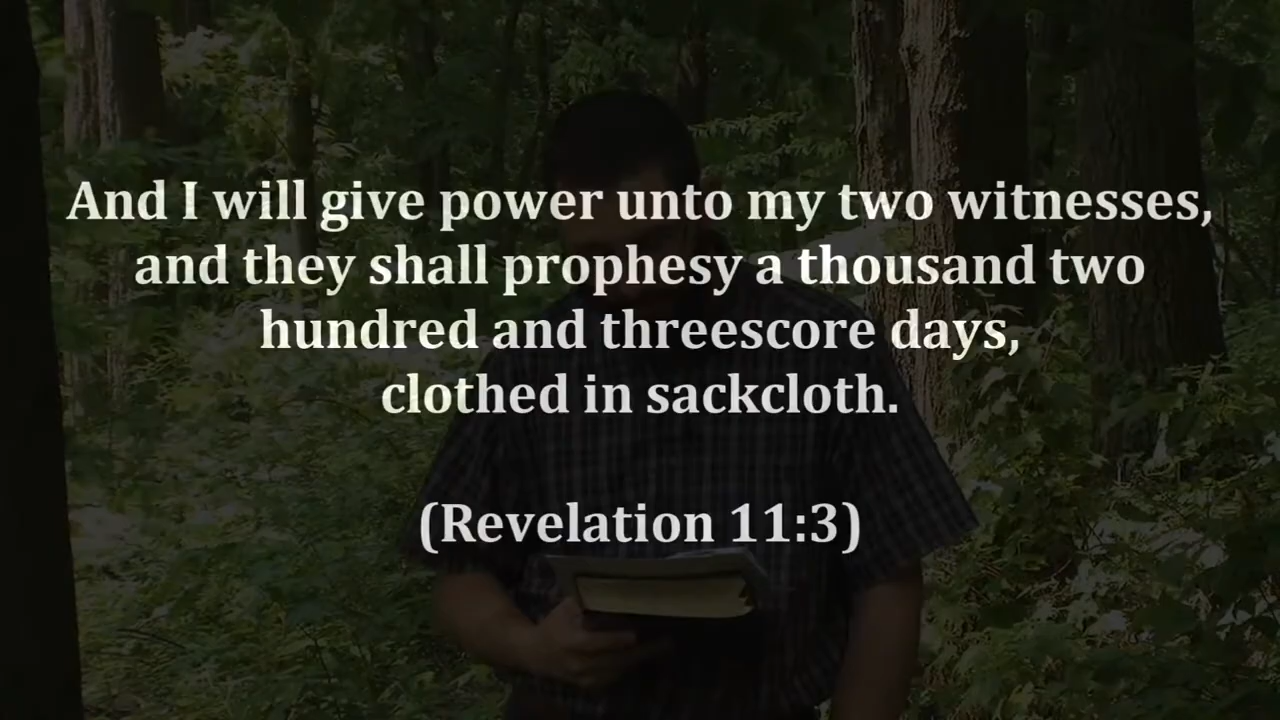 And I will give power unto my two witnesses,
and they shall prophesy a thousand two
hundred and threescore days,
clothed in sackcloth.
(Revelation 11:3)